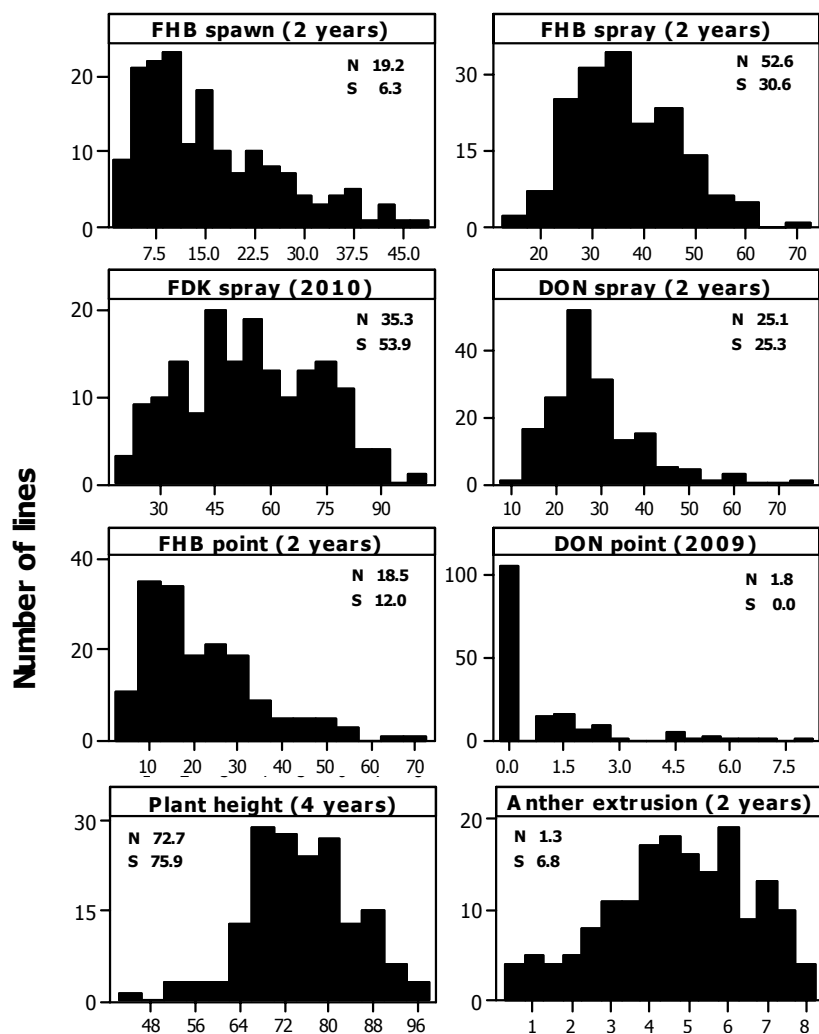 FHB spawn (2 years)
N 19.2
S 6.3
20
10
0
7.5 15.0 22.5 30.0 37.5 45.0
FHB spray (2 years)
N 52.6
S 30.6
30
15
0
20 30 40 50 60 70
FDK spray (2010)
N 35.3
S 53.9
20
10
0
30 45 60 75 90
DON spray (2 years)
N 25.1
S 25.3
40
20
0
10 20 30 40 50 60 70
FHB point (2 years)
N 18.5
S 12.0
40
20
0
10 20 30 40 50 60 70
DON point (2009)
N 1.8
S 0.0
100
50
0
0.0 1.5 3.0 4.5 6.0 7.5
Plant height (4 years)
N 72.7
S 75.9
30
15
0
48 56 64 72 80 88 96
Anther extrusion (2 years)
N 1.3
S 6.8
20
10
0
1 2 3 4 5 6 7 8
Number of lines